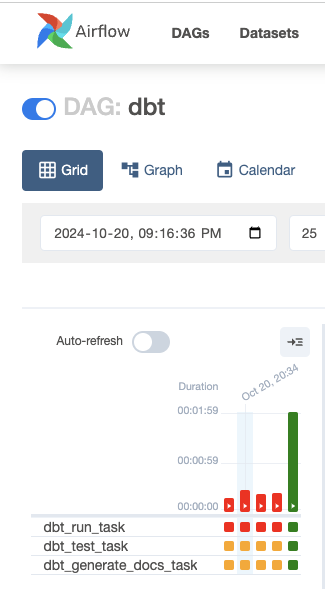 Airflow DAGs Datasets
DAG: dbt
Grid Graph Calendar
2024-10-20, 09:16:36 PM 25
Auto-refresh
Duration
Oct 20, 20:34
00:01:59
00:00:59
00:00:00
dbt_run_task
dbt_test_task
dbt_generate_docs_task